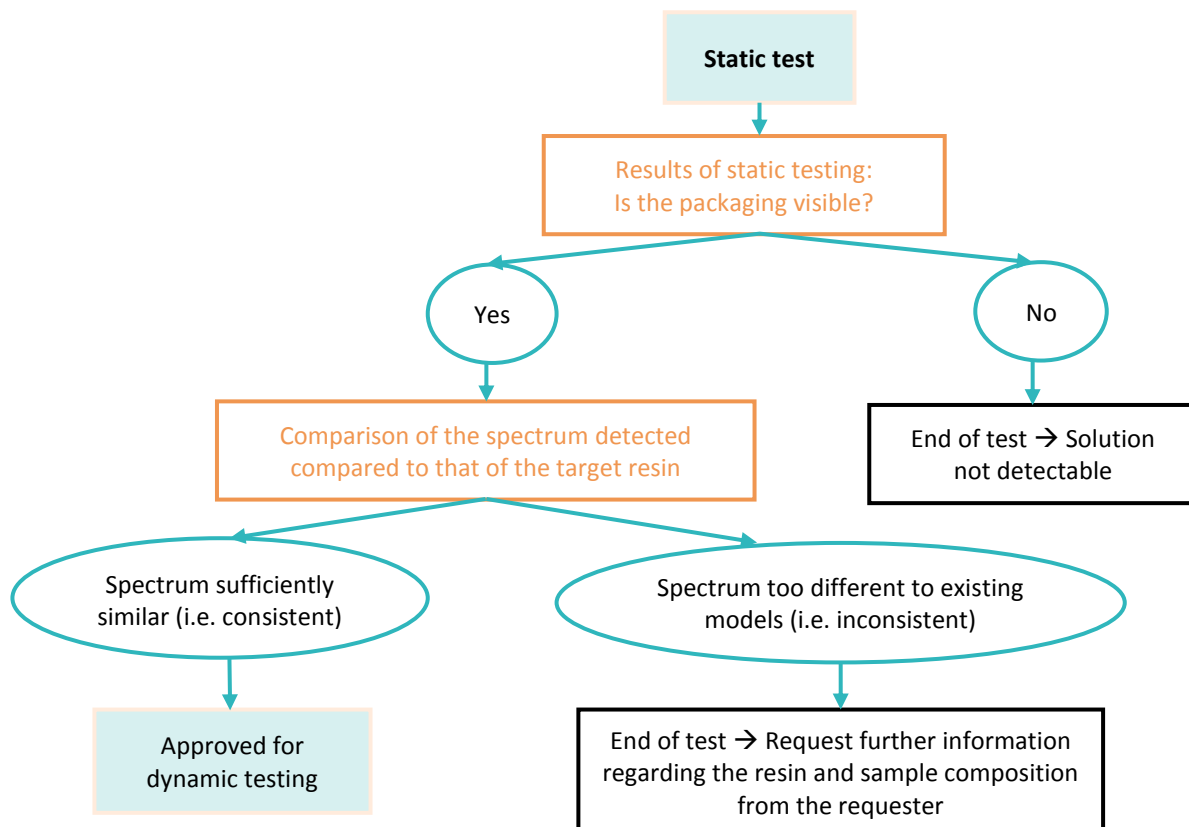 Static test
Results of static testing:
Is the packaging visible?
Yes
No
Comparison of the spectrum detected
compared to that of the target resin
End of test → Solution
not detectable
Spectrum sufficiently
similar (i.e. consistent)
Spectrum too different to existing
models (i.e. inconsistent)
Approved for
dynamic testing
End of test → Request further information
regarding the resin and sample composition
from the requester